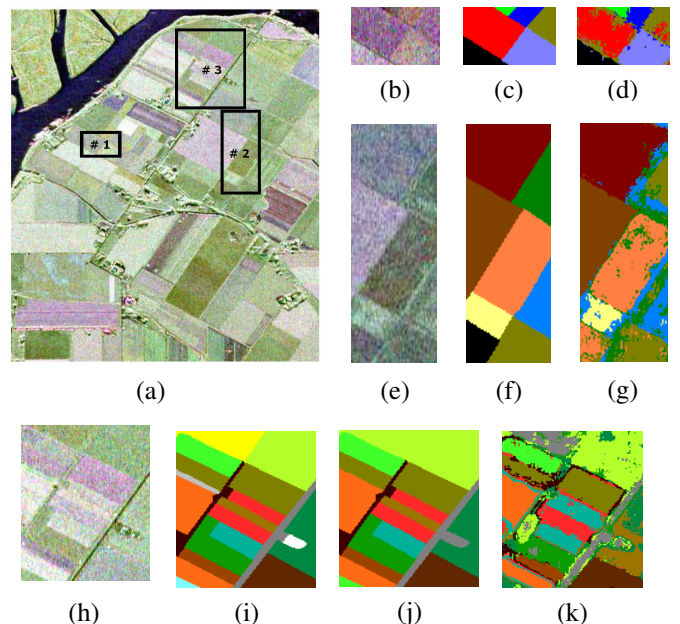 # 3
# 1
# 2
(b) (c) (d)
(a) (e) (f) (g)
(h) (i) (j) (k)